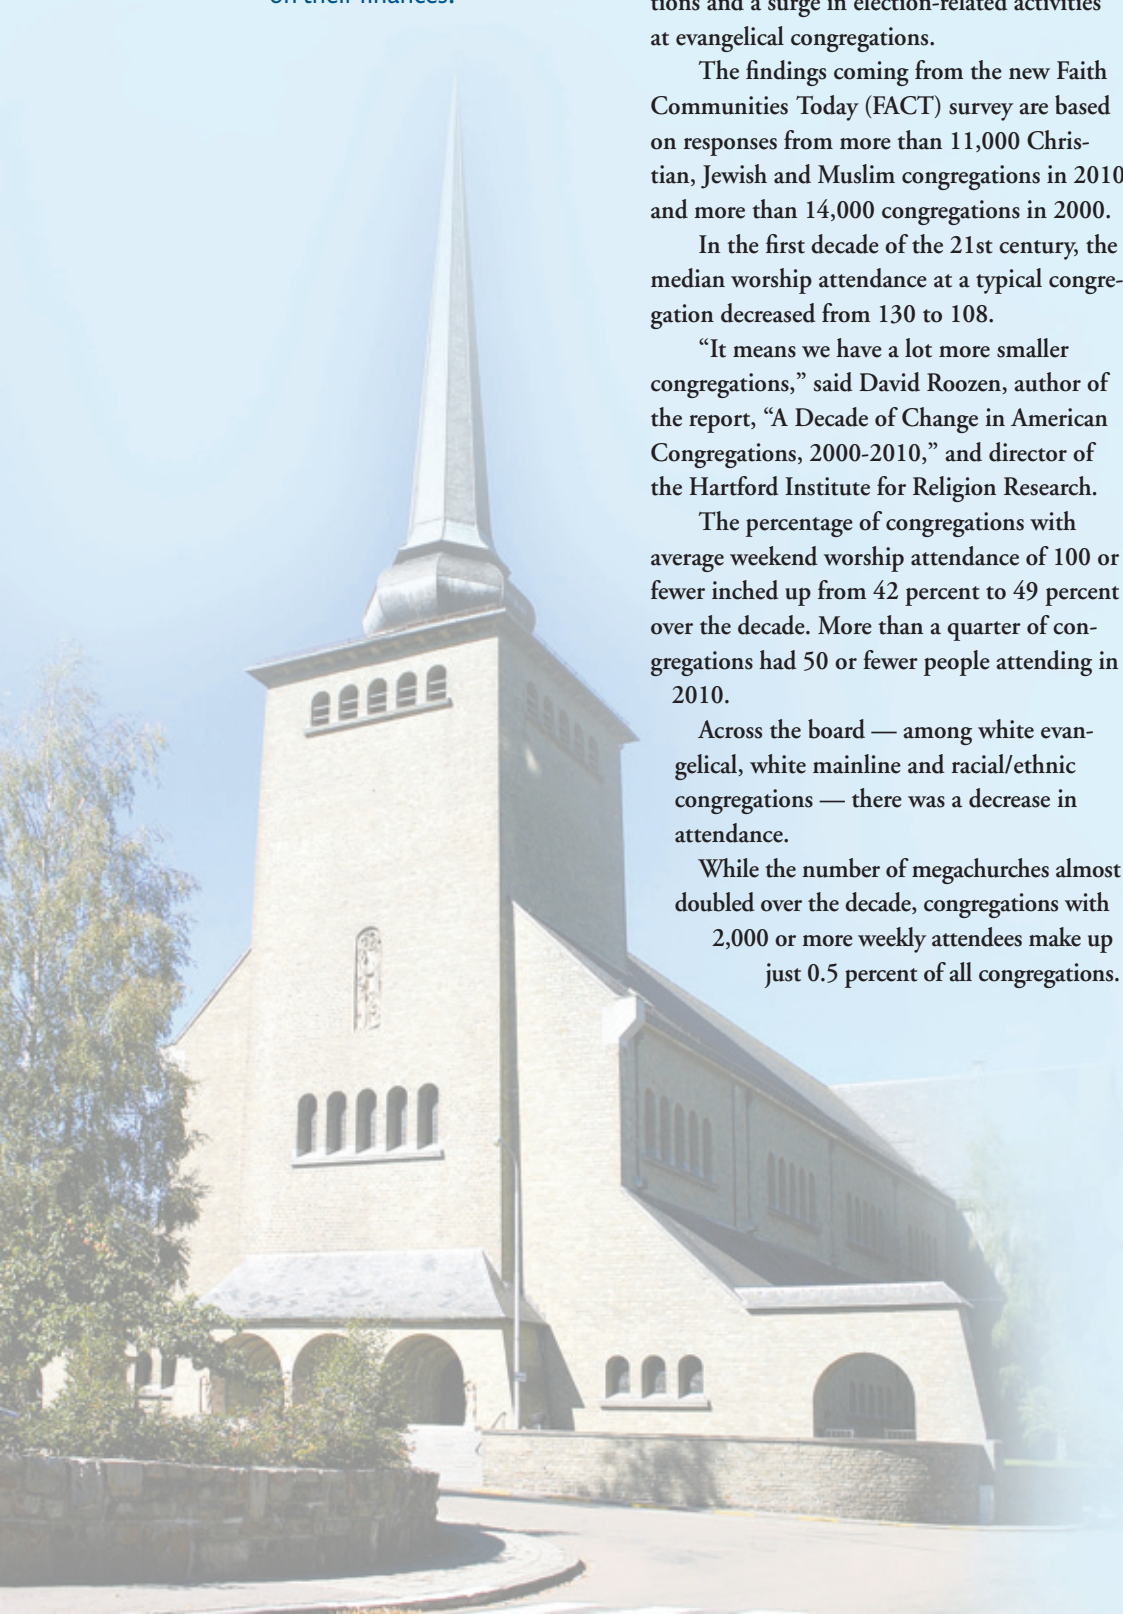 on their finances.
tions and a surge in election-related activities
at evangelical congregations.
The findings coming from the new Faith
Communities Today (FACT) survey are based
on responses from more than 11,000 Chris-
tian, Jewish and Muslim congregations in 2010
and more than 14,000 congregations in 2000.
In the first decade of the 21st century, the
median worship attendance at a typical congre-
gation decreased from 130 to 108.
“It means we have a lot more smaller
congregations,” said David Roozen, author of
the report, “A Decade of Change in American
Congregations, 2000-2010,” and director of
the Hartford Institute for Religion Research.
The percentage of congregations with
average weekend worship attendance of 100 or
fewer inched up from 42 percent to 49 percent
over the decade. More than a quarter of con-
gregations had 50 or fewer people attending in
2010.
Across the board — among white evan-
gelical, white mainline and racial/ethnic
congregations — there was a decrease in
attendance.
While the number of megachurches almost
doubled over the decade, congregations with
2,000 or more weekly attendees make up
just 0.5 percent of all congregations.